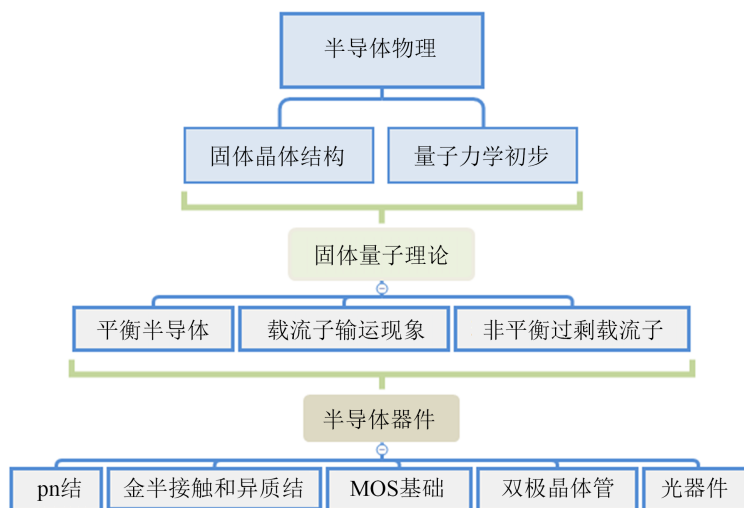 半导体物理
固体晶体结构
量子力学初步
固体量子理论
平衡半导体
载流子输运现象
非平衡过剩载流子
半导体器件
pn结
金半接触和异质结
MOS基础
双极晶体管
光器件